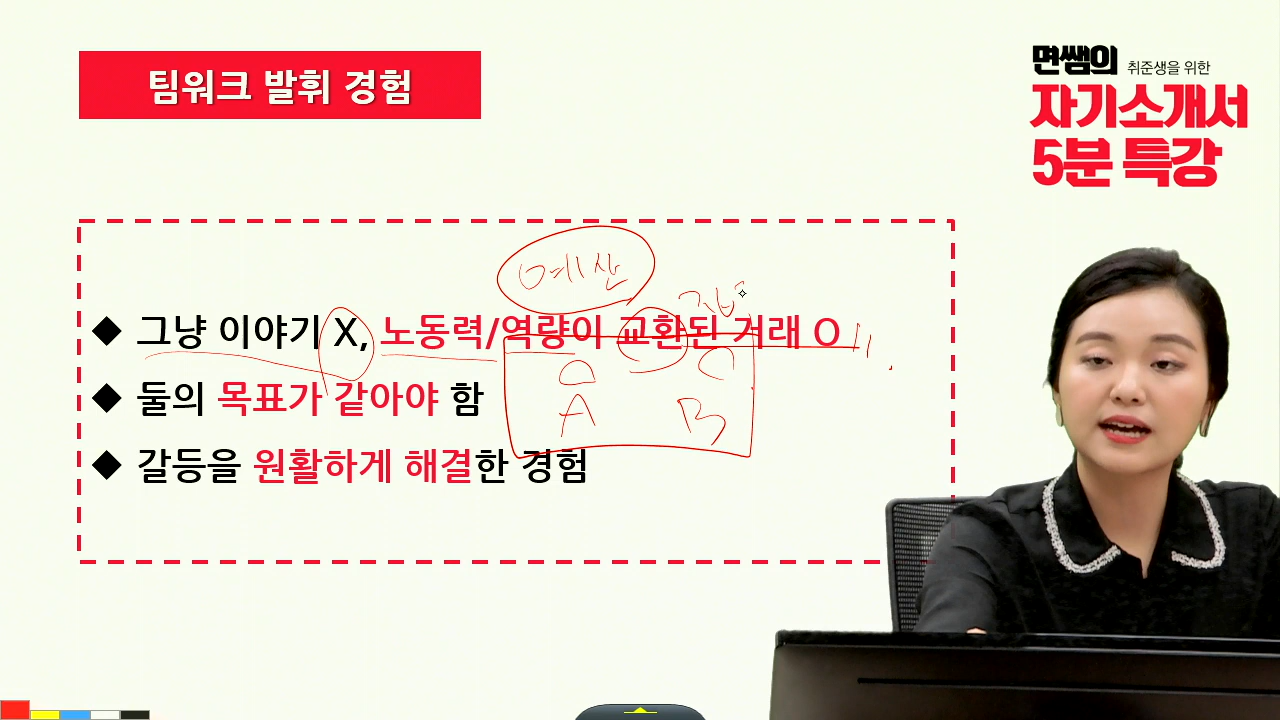 팀워크 발휘 경험
면쌤의 취준생을 위한
자기소개서
5분 특강
예산
◆ 그냥 이야기 X, 노동력/역량이 교환된 거래 O
◆ 둘의 목표가 같아야 함
A B
◆ 갈등을 원활하게 해결한 경험